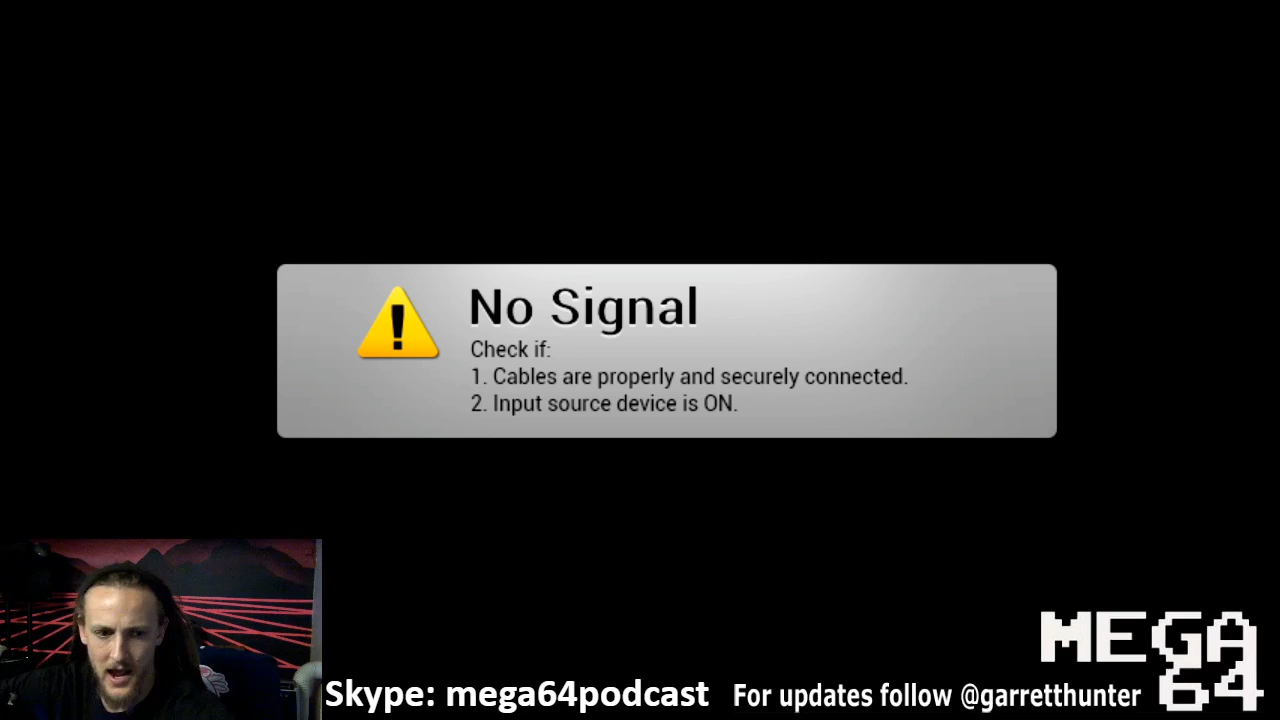 No Signal
Check if:
1. Cables are properly and securely connected.
2. Input source device is ON.
MEGA
64
Skype: mega64podcast For updates follow @garretthunter